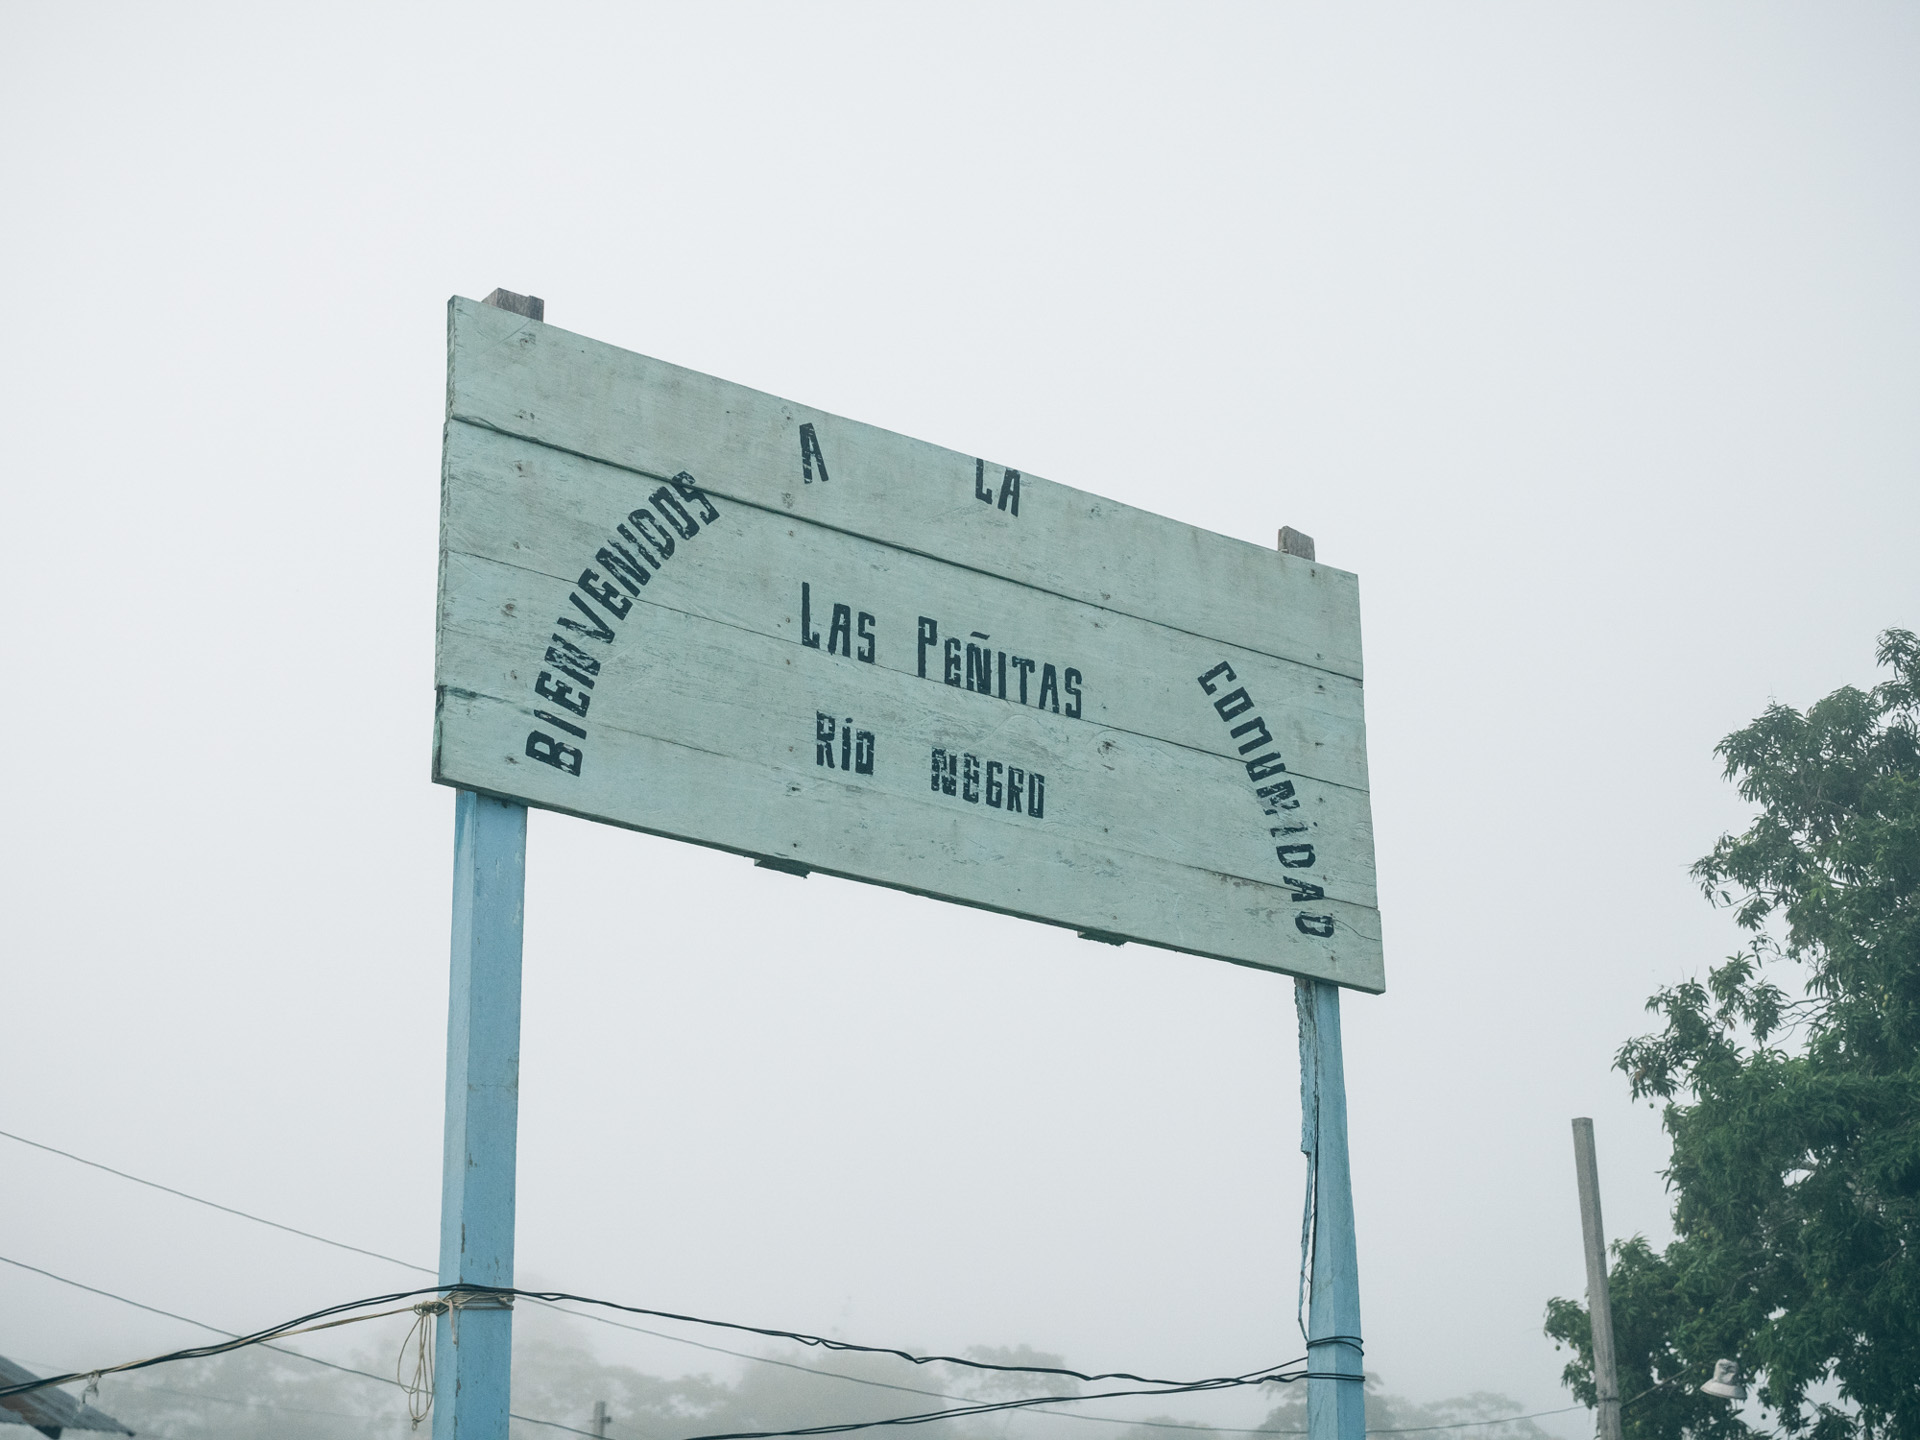 BIENVENIDOS A LA COMUNIDAD
LAS PEÑITAS
RÍO NEGRO